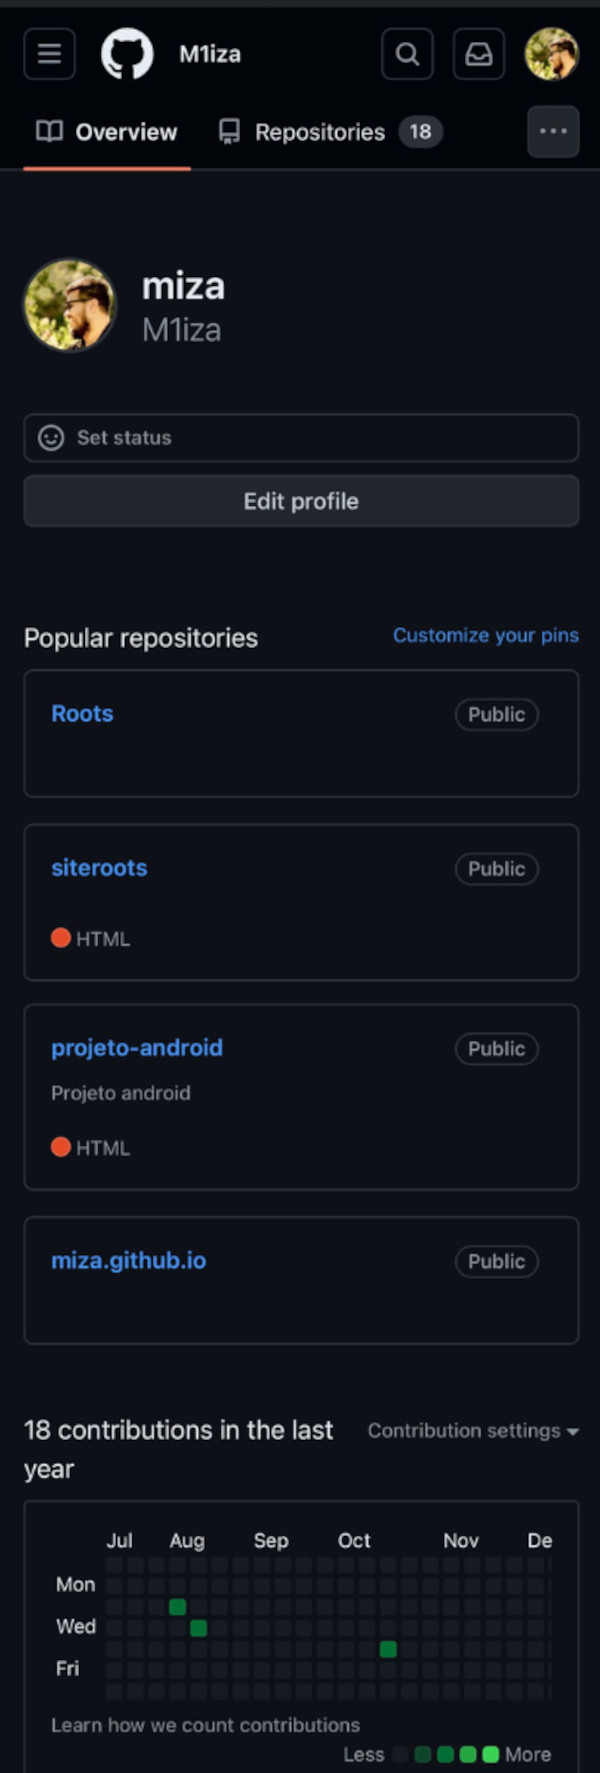 M1iza
Overview Repositories 18
miza
M1iza
Set status
Edit profile
Popular repositories Customize your pins
Roots Public
siteroots Public
HTML
projeto-android Public
Projeto android
HTML
miza.github.io Public
18 contributions in the last Contribution settings
year
Jul Aug Sep Oct Nov De
Mon
Wed
Fri
Learn how we count contributions
Less More